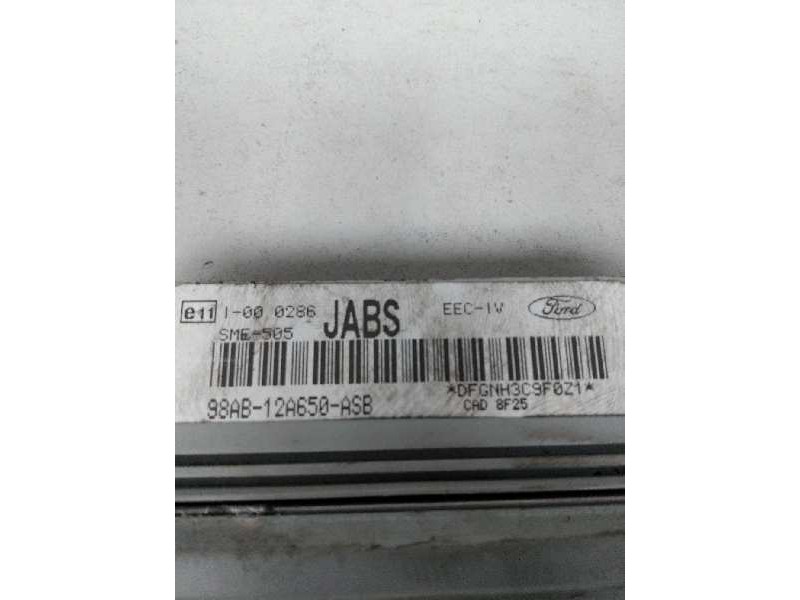 e11 1-00 0286 JABS EEC-IV Ford
SME-505
98AB-12A650-ASB *DFGNH3C9F0Z1*
CAD 8F25